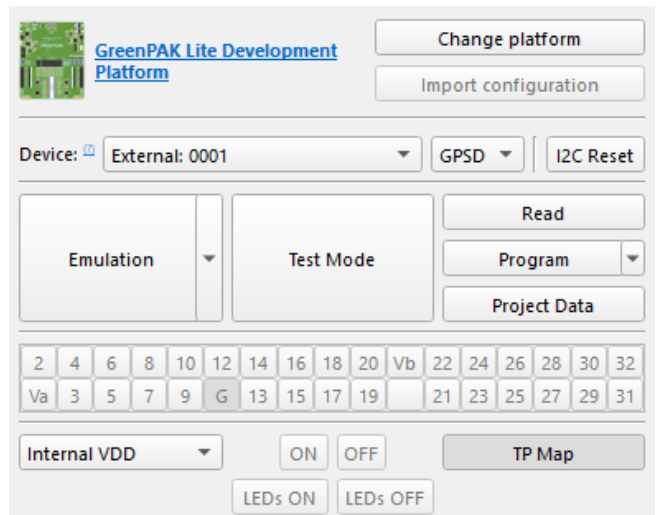 GreenPAK Lite Development
Platform
Change platform
Import configuration
Device: External: 0001 GPSD I2C Reset
Emulation
Test Mode
Read
Program
Project Data
2 4 6 8 10 12 14 16 18 20 Vb 22 24 26 28 30 32
Va 3 5 7 9 G 13 15 17 19 21 23 25 27 29 31
Internal VDD ON OFF TP Map
LEDs ON LEDs OFF